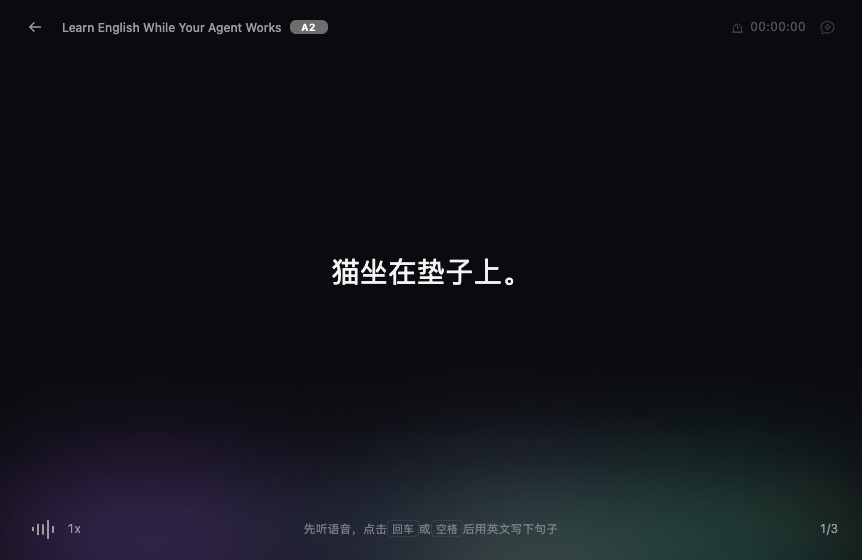 Learn English While Your Agent Works A2 00:00:00
猫坐在垫子上。
1x 先听语音，点击 回车 或 空格 后用英文写下句子 1/3